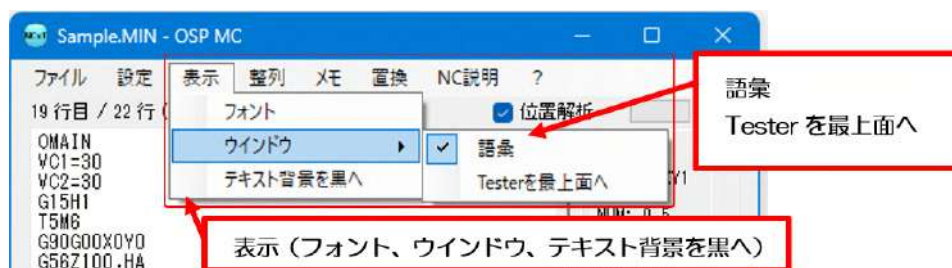 Sample.MIN - OSP MC
ファイル 設定 表示 整列 メモ 置換 NC説明 ?
19 行目 / 22 行 (
フォント
位置解析
OMAIN
VC1=30
VC2=30
G15H1
T5M6
G90G00X0Y0
G56Z100.HA
ウインドウ
語彙
テキスト背景を黒へ
Testerを最上面へ
語彙
Tester を最上面へ
表示（フォント、ウインドウ、テキスト背景を黒へ）